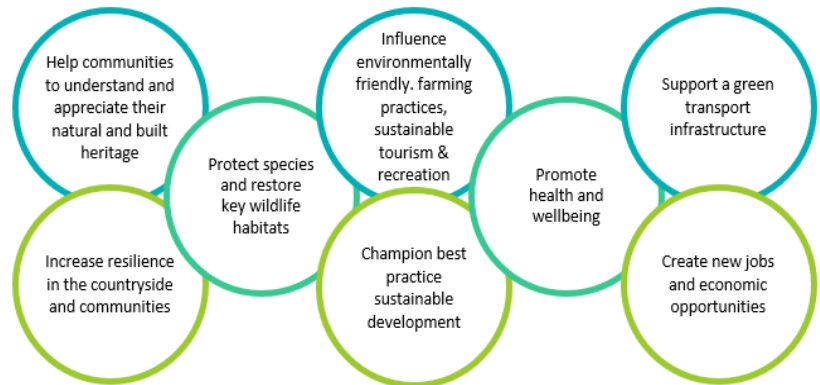 Help communities
to understand and
appreciate their
natural and built
heritage
Protect species
and restore
key wildlife
habitats
Influence
environmentally
friendly. farming
practices,
sustainable
tourism &
recreation
Promote
health and
wellbeing
Support a green
transport
infrastructure
Increase resilience
in the countryside
and communities
Champion best
practice
sustainable
development
Create new jobs
and economic
opportunities